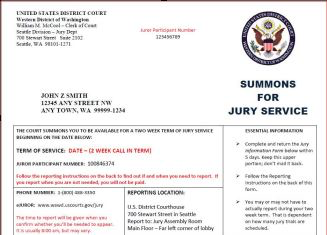 UNITED STATES DISTRICT COURT
Western District of Washington
William M. McCool – Clerk of Court
Seattle Division – Jury Dept
700 Stewart Street Suite 2102
Seattle, WA 98101-1271
Juror Participant Number
123456789
JOHN Z SMITH
12345 ANY STREET NW
ANY TOWN, WA 99999-1234
SUMMONS
FOR
JURY SERVICE
THE COURT SUMMONS YOU TO BE AVAILABLE FOR A TWO WEEK TERM OF JURY SERVICE
BEGINNING ON THE DATE BELOW:
TERM OF SERVICE: DATE – (2 WEEK CALL IN TERM)
JUROR PARTICIPANT NUMBER: 100846374
Follow the reporting instructions on the back to find out if and when you need to report. If
you report when you are not needed, you will not be paid.
PHONE NUMBER: 1-(800)
eJUROR: www.wawd.uscourts.gov/jury
The time to report will be given when you
confirm whether you'll be needed to appear. It
is usually 8:00 am, but may vary.
REPORTING LOCATION:
U.S. District Courthouse
700 Stewart Street in Seattle
Report to: Jury Assembly Room
Main Floor – Far left corner of lobby
ESSENTIAL INFORMATION
Complete and return the Jury
Information Form below within
5 days. Keep this upper
portion; don't mail it back.
Follow the Reporting
Instructions on the back of this
form.
You may or may not have to
actually report during your two
week term. That is dependent
on how many jury trials are
scheduled.